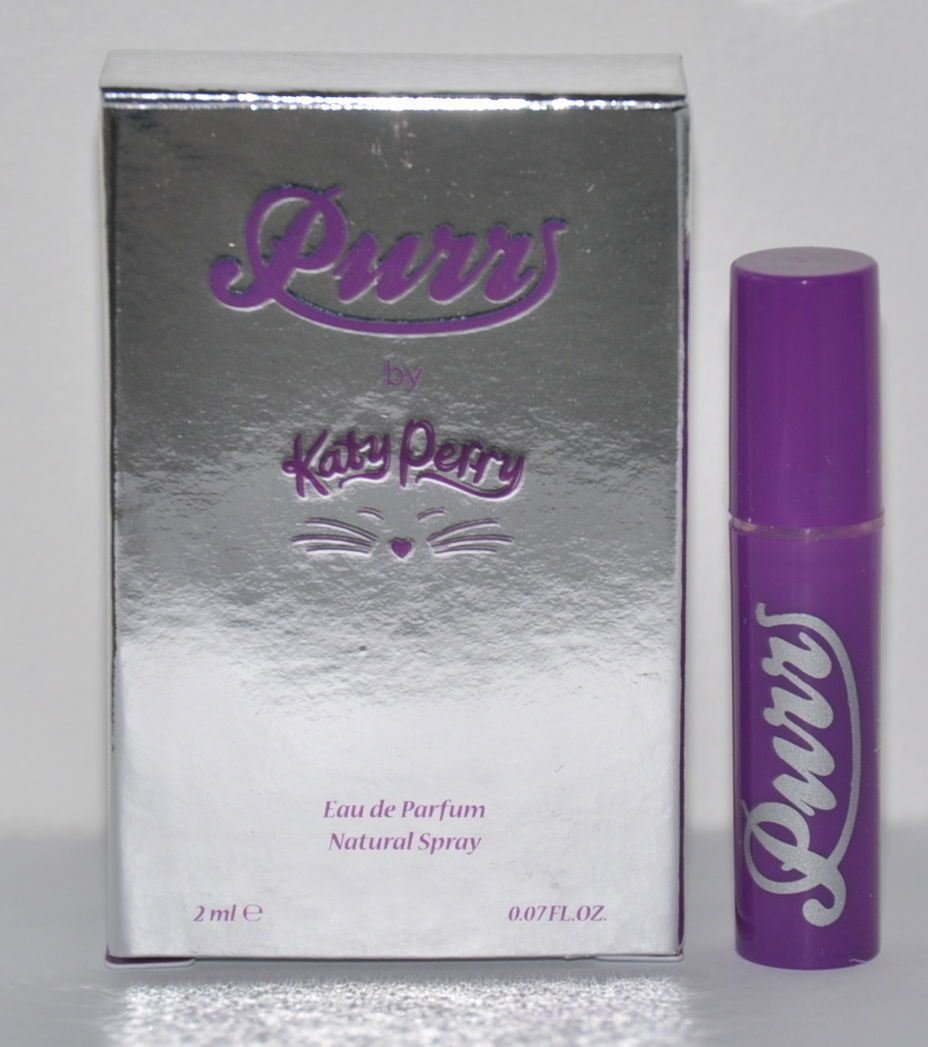 Purr
by
Katy Perry
Eau de Parfum
Natural Spray
2 ml ℮
0.07 FL.OZ.
Purr